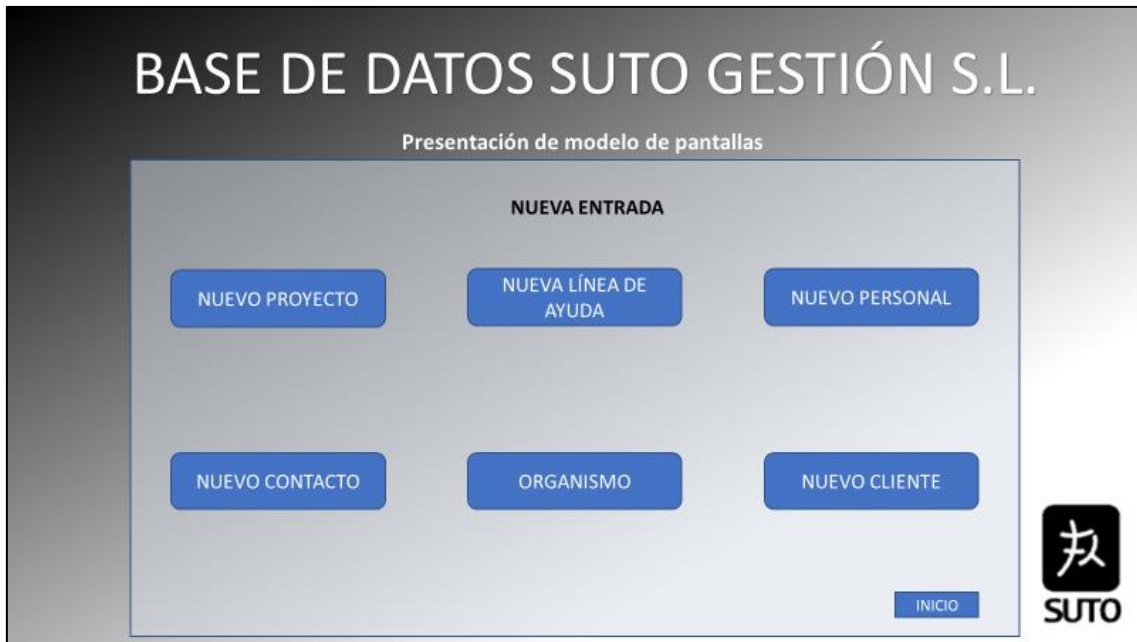 BASE DE DATOS SUTO GESTIÓN S.L.
Presentación de modelo de pantallas
NUEVA ENTRADA
NUEVO PROYECTO
NUEVA LÍNEA DE
AYUDA
NUEVO PERSONAL
NUEVO CONTACTO
ORGANISMO
NUEVO CLIENTE
INICIO
SUTO